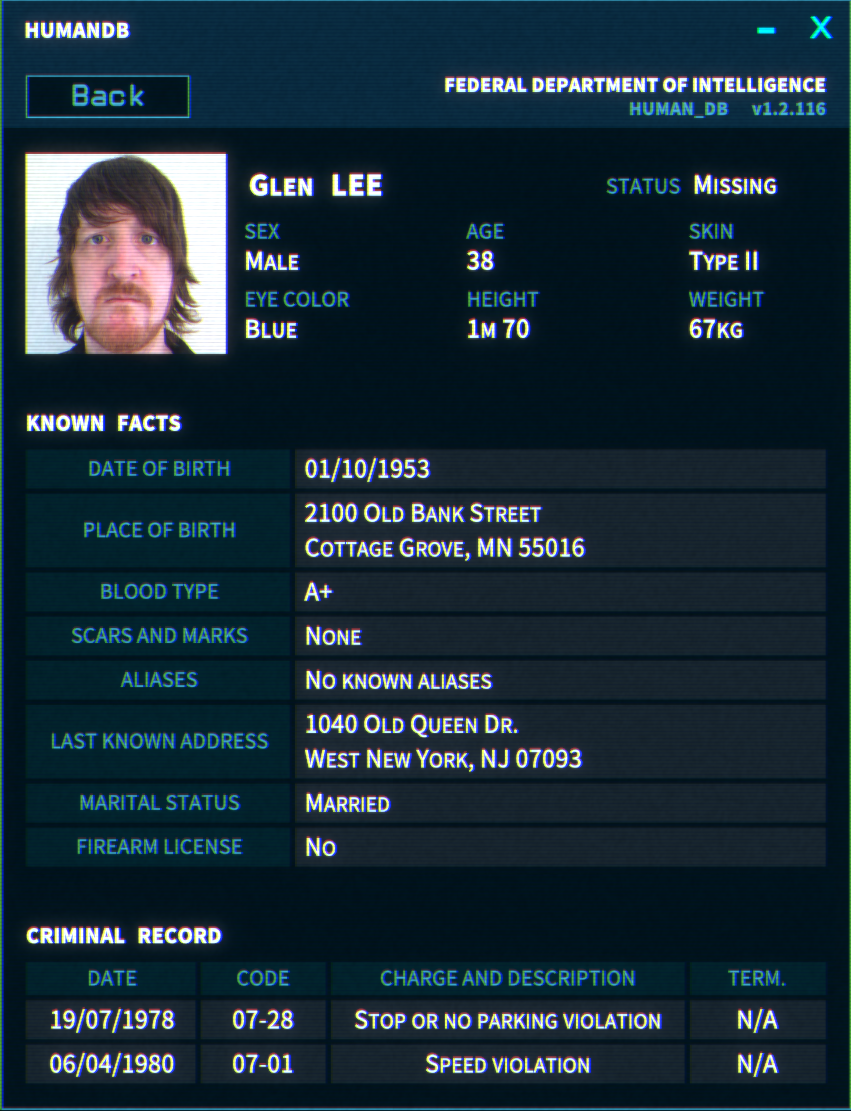 HUMANDB
– X
Back
FEDERAL DEPARTMENT OF INTELLIGENCE
HUMAN_DB v1.2.116
GLEN LEE
STATUS MISSING
SEX AGE SKIN
MALE 38 TYPE II
EYE COLOR HEIGHT WEIGHT
BLUE 1M 70 67KG
KNOWN FACTS
DATE OF BIRTH 01/10/1953
PLACE OF BIRTH 2100 OLD BANK STREET
COTTAGE GROVE, MN 55016
BLOOD TYPE A+
SCARS AND MARKS NONE
ALIASES NO KNOWN ALIASES
LAST KNOWN ADDRESS 1040 OLD QUEEN DR.
WEST NEW YORK, NJ 07093
MARITAL STATUS MARRIED
FIREARM LICENSE NO
CRIMINAL RECORD
DATE CODE CHARGE AND DESCRIPTION TERM.
19/07/1978 07-28 STOP OR NO PARKING VIOLATION N/A
06/04/1980 07-01 SPEED VIOLATION N/A